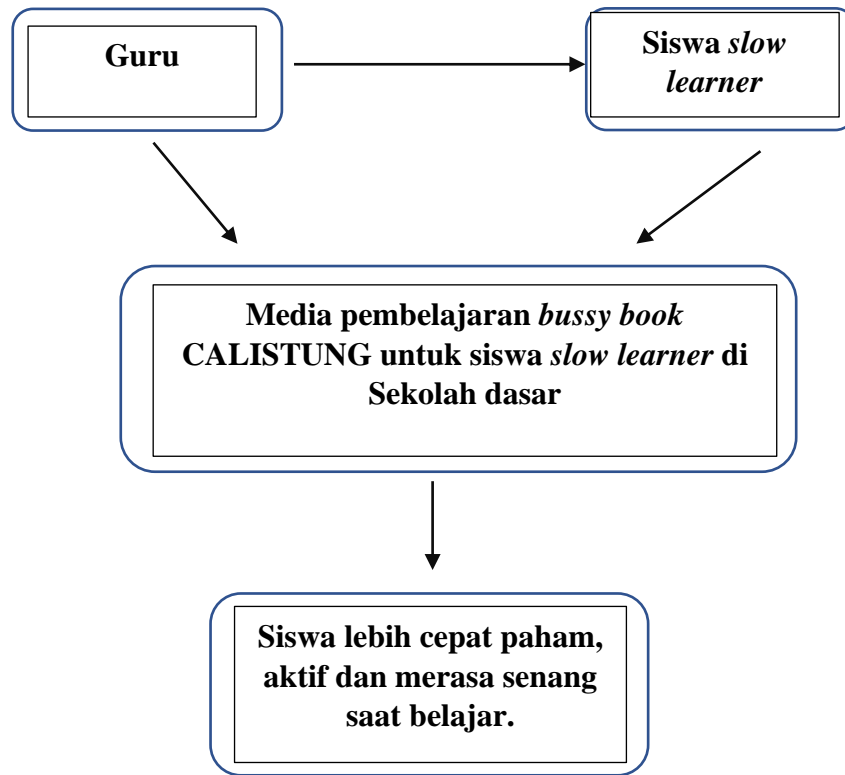 Guru
Siswa slow
learner
Media pembelajaran bussy book
CALISTUNG untuk siswa slow learner di
Sekolah dasar
Siswa lebih cepat paham,
aktif dan merasa senang
saat belajar.